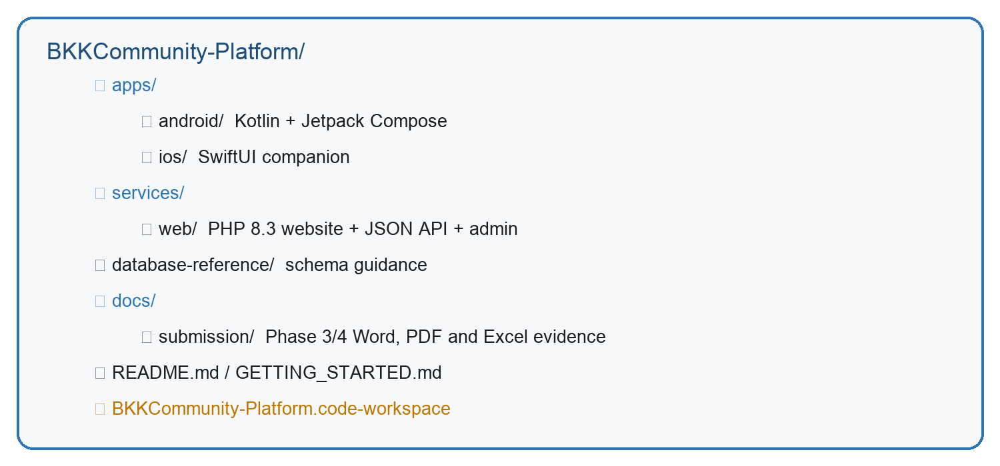 BKKCommunity-Platform/
apps/
android/  Kotlin + Jetpack Compose
ios/  SwiftUI companion
services/
web/  PHP 8.3 website + JSON API + admin
database-reference/  schema guidance
docs/
submission/  Phase 3/4 Word, PDF and Excel evidence
README.md / GETTING_STARTED.md
BKKCommunity-Platform.code-workspace